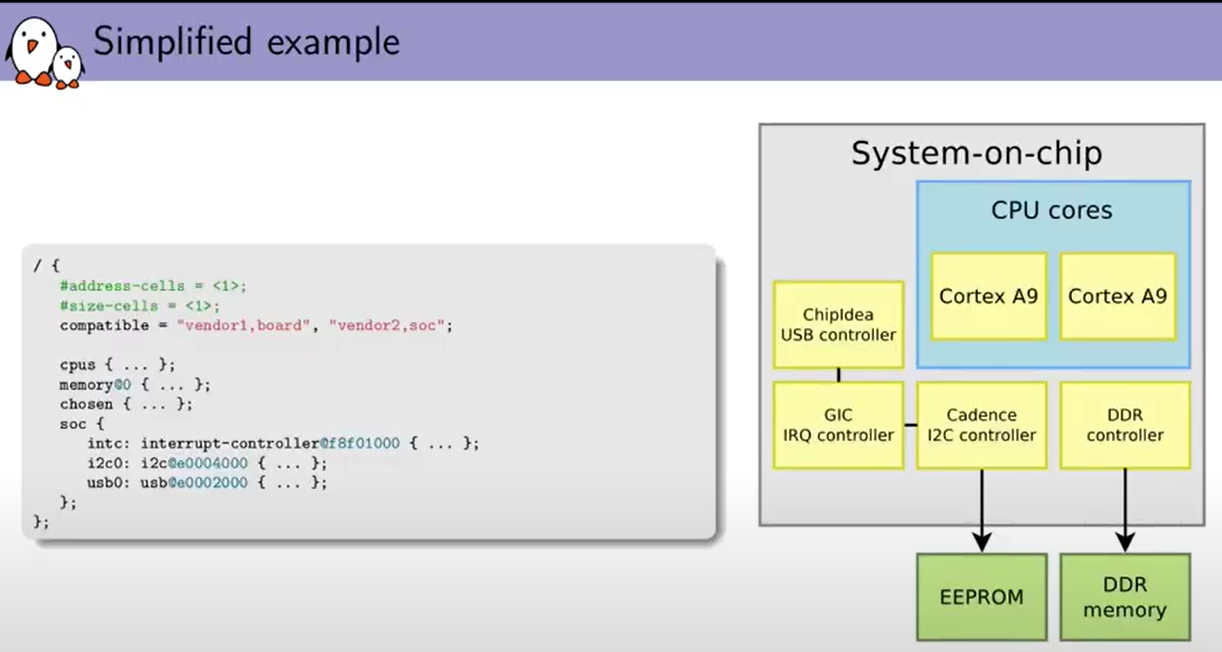 Simplified example
/ {
#address-cells = <1>;
#size-cells = <1>;
compatible = "vendor1,board", "vendor2,soc";
cpus { ... };
memory@0 { ... };
chosen { ... };
soc {
intc: interrupt-controller@f8f01000 { ... };
i2c0: i2c@e0004000 { ... };
usb0: usb@e0002000 { ... };
};
};
System-on-chip
CPU cores
Cortex A9
Cortex A9
ChipIdea
USB controller
GIC
IRQ controller
Cadence
I2C controller
DDR
controller
EEPROM
DDR
memory